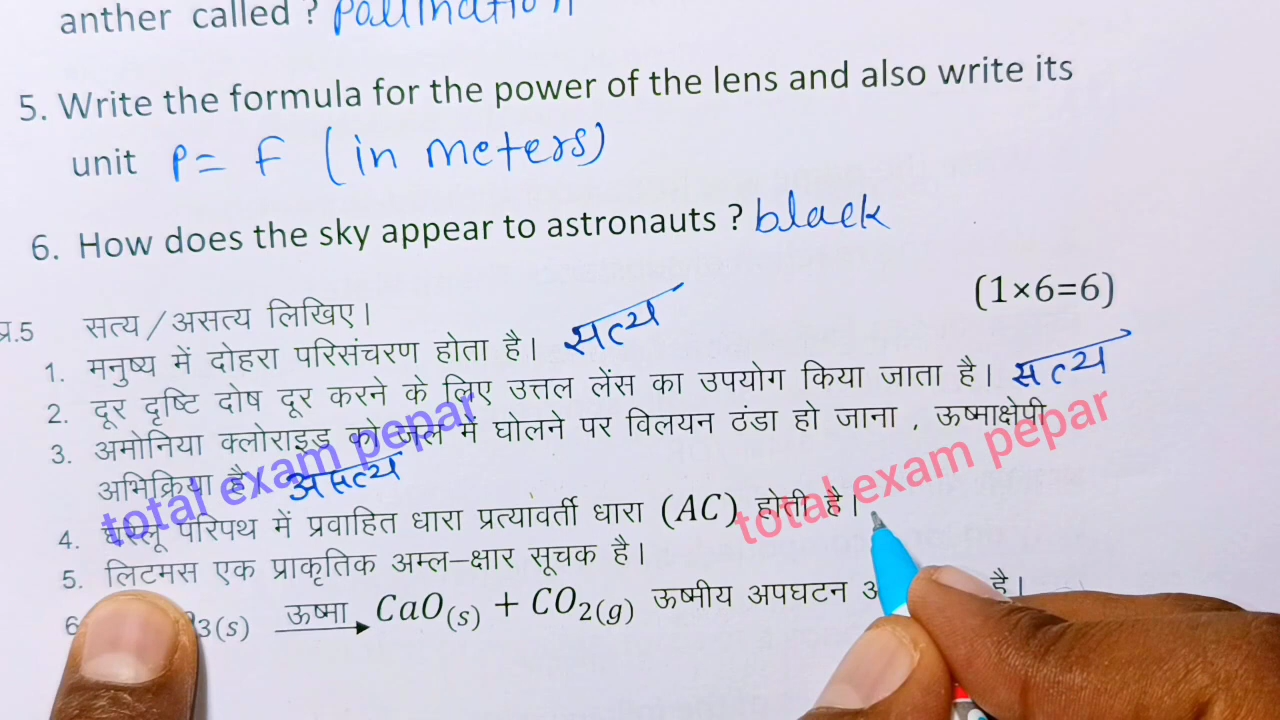 anther called ? pallination
5. Write the formula for the power of the lens and also write its
unit P = F (in meters)
6. How does the sky appear to astronauts ? black
(1×6=6)
प्र.5 सत्य / असत्य लिखिए।
1. मनुष्य में दोहरा परिसंचरण होता है। सत्य
2. दूर दृष्टि दोष दूर करने के लिए उत्तल लेंस का उपयोग किया जाता है। सत्य
3. अमोनिया क्लोराइड को जल में घोलने पर विलयन ठंडा हो जाना , ऊष्माक्षेपी
अभिक्रिया है। असत्य
total exam pepar
total exam pepar
4. घरेलू परिपथ में प्रवाहित धारा प्रत्यावर्ती धारा (AC) होती है।
5. लिटमस एक प्राकृतिक अम्ल–क्षार सूचक है।
6 3(s) ऊष्मा CaO(s) + CO2(g) ऊष्मीय अपघटन है।